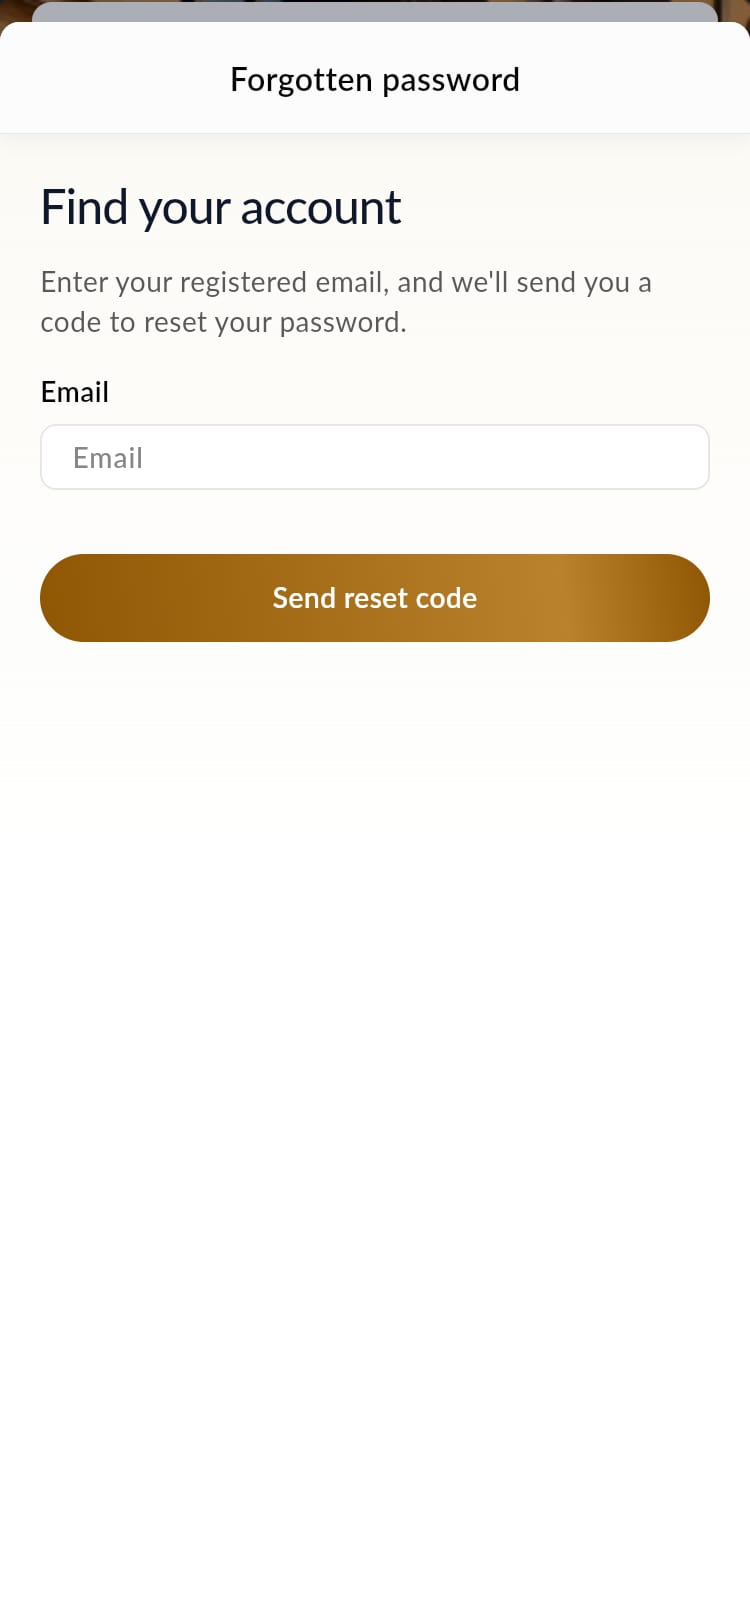 Forgotten password
Find your account
Enter your registered email, and we'll send you a
code to reset your password.
Email
Email
Send reset code